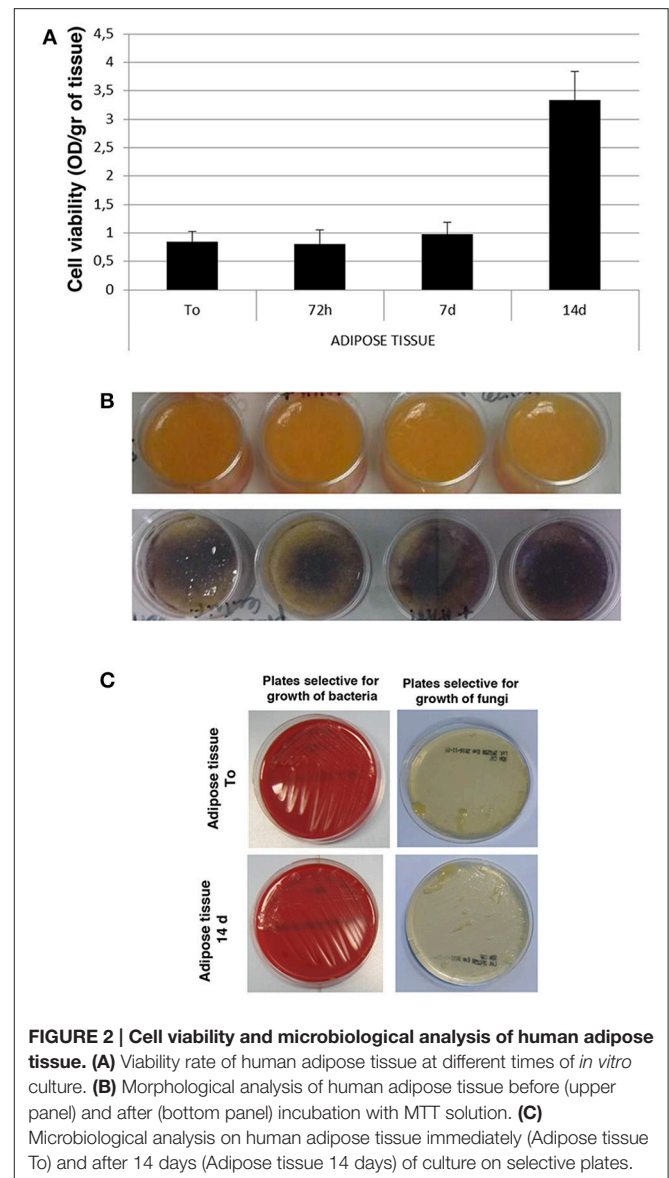 A
Cell viability (OD/gr of tissue)
4,5
4
3,5
3
2,5
2
1,5
1
0,5
0
To 72h 7d 14d
ADIPOSE TISSUE
B
C
Plates selective for
growth of bacteria
Plates selective for
growth of fungi
Adipose tissue
To
Adipose tissue
14 d
FIGURE 2 | Cell viability and microbiological analysis of human adipose
tissue. (A) Viability rate of human adipose tissue at different times of in vitro
culture. (B) Morphological analysis of human adipose tissue before (upper
panel) and after (bottom panel) incubation with MTT solution. (C)
Microbiological analysis on human adipose tissue immediately (Adipose tissue
To) and after 14 days (Adipose tissue 14 days) of culture on selective plates.